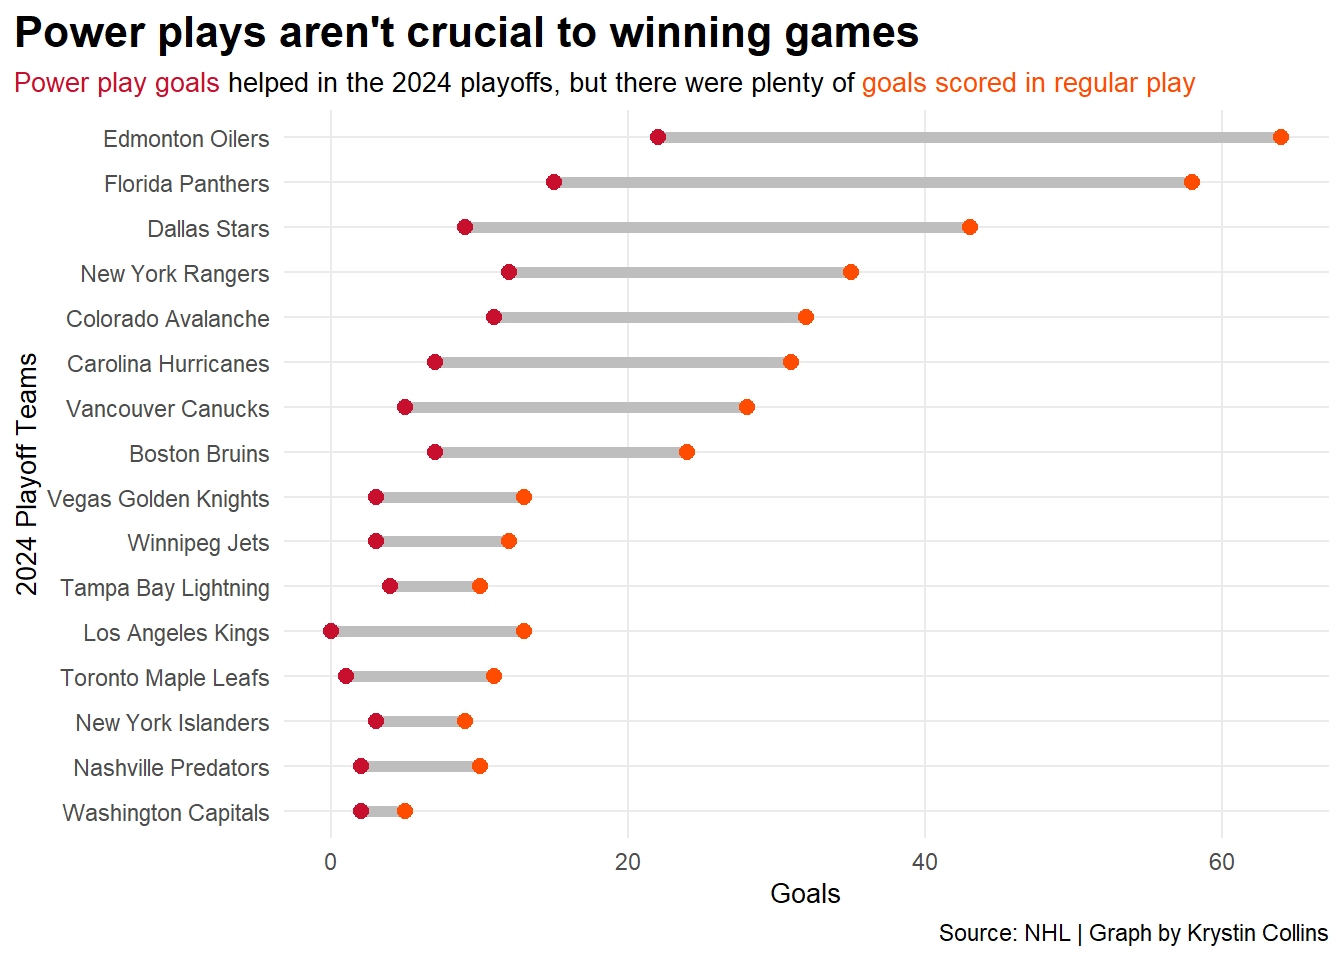 Power plays aren't crucial to winning games
Power play goals helped in the 2024 playoffs, but there were plenty of goals scored in regular play
2024 Playoff Teams
Edmonton Oilers
Florida Panthers
Dallas Stars
New York Rangers
Colorado Avalanche
Carolina Hurricanes
Vancouver Canucks
Boston Bruins
Vegas Golden Knights
Winnipeg Jets
Tampa Bay Lightning
Los Angeles Kings
Toronto Maple Leafs
New York Islanders
Nashville Predators
Washington Capitals
0 20 40 60
Goals
Source: NHL | Graph by Krystin Collins